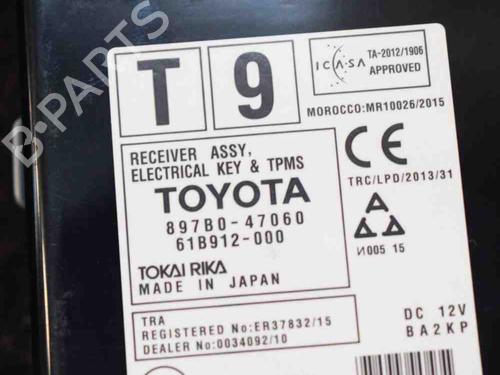 T 9
ICASA
TA-2012/1906
APPROVED
MOROCCO:MR10026/2015
RECEIVER ASSY,
ELECTRICAL KEY & TPMS
TOYOTA
897B0-47060
61B912-000
TOKAI RIKA
MADE IN JAPAN
CE
TRC/LPD/2013/31
A
A A
И005 15
TRA
REGISTERED No:ER37832/15
DEALER No:0034092/10
DC 12V
BA2KP
B-PARTS